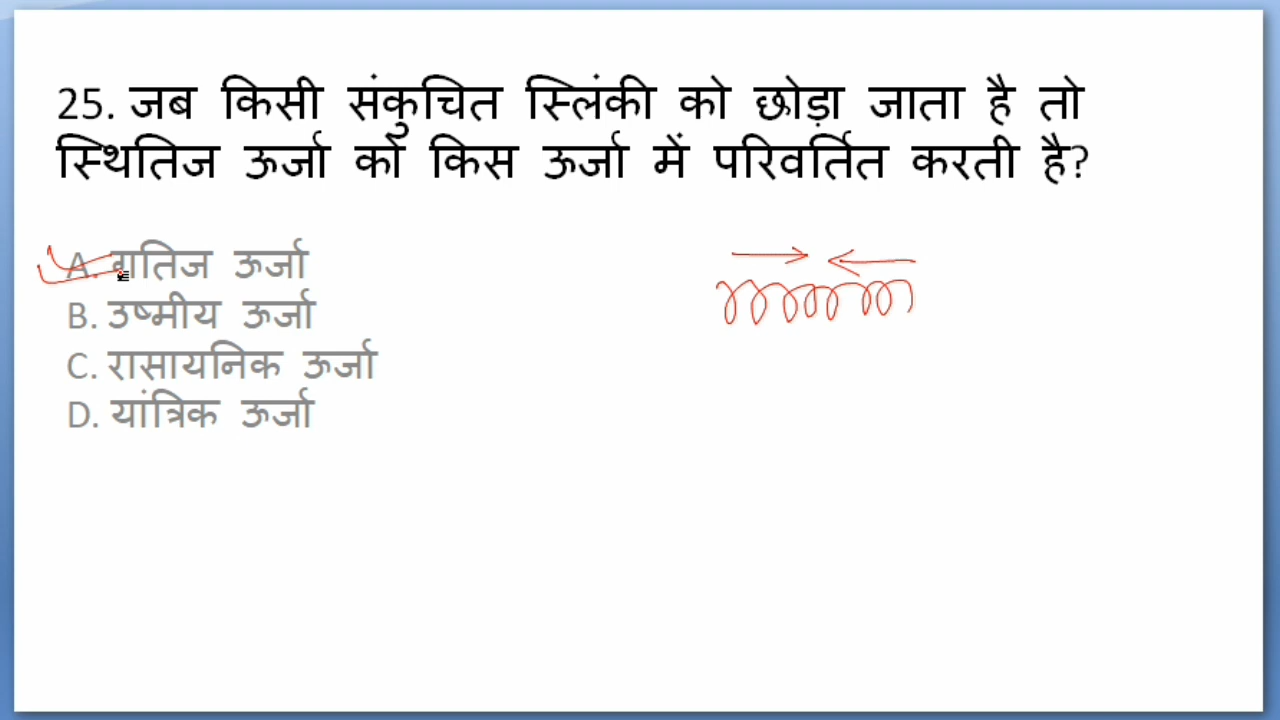 25. जब किसी संकुचित स्लिंकी को छोड़ा जाता है तो
स्थितिज ऊर्जा को किस ऊर्जा में परिवर्तित करती है?
A. गतिज ऊर्जा
B. उष्मीय ऊर्जा
C. रासायनिक ऊर्जा
D. यांत्रिक ऊर्जा